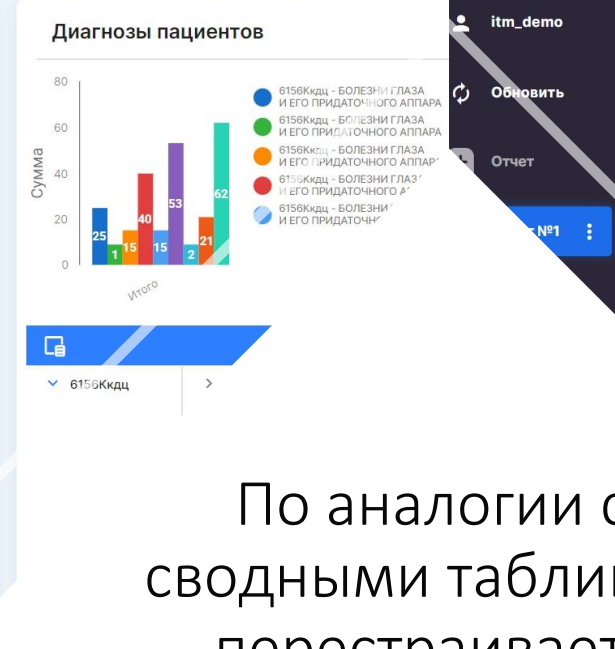 Диагнозы пациентов
80
60
40
20
0
Сумма
25
1
15
40
15
53
2
21
62
Итого
6156Ккдц - БОЛЕЗНИ ГЛАЗА
И ЕГО ПРИДАТОЧНОГО АППАРА
6156Ккдц - БОЛЕЗНИ ГЛАЗА
И ЕГО ПРИДАТОЧНОГО АППАРА
6156Ккдц - БОЛЕЗНИ ГЛАЗА
И ЕГО ПРИДАТОЧНОГО АППАР
6156Ккдц - БОЛЕЗНИ ГЛАЗ
И ЕГО ПРИДАТОЧНОГО А
6156Ккдц - БОЛЕЗНИ
И ЕГО ПРИДАТОЧН
itm_demo
Обновить
Отчет
№1
6156Ккдц
По аналогии с
сводными табли
перестраивает